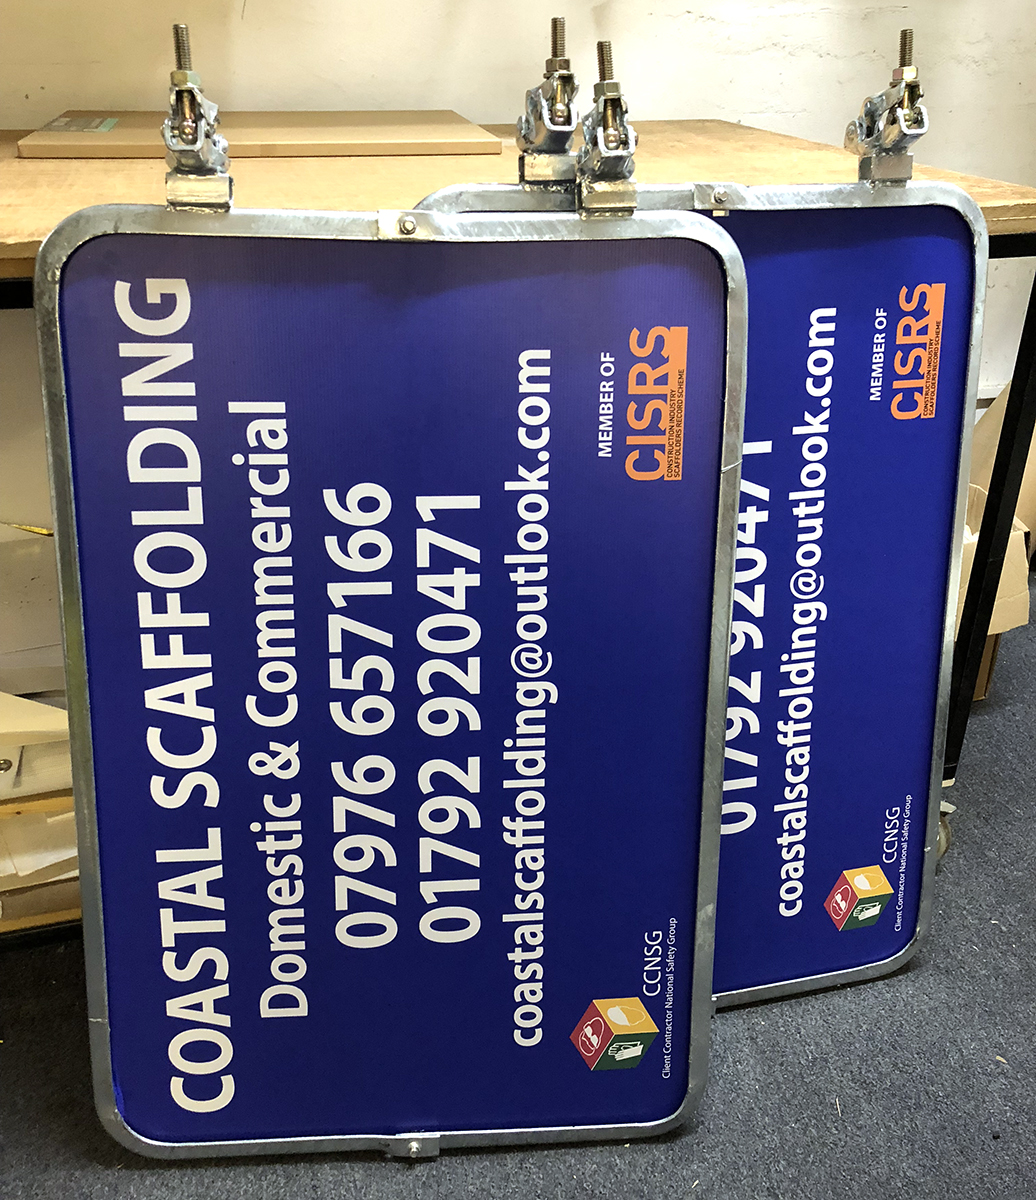 COASTAL SCAFFOLDING
Domestic & Commercial
07976 657166
01792 920471
coastalscaffolding@outlook.com
CCNSG
Client Contractor National Safety Group
MEMBER OF
CISRS
CONSTRUCTION INDUSTRY
SCAFFOLDERS RECORD SCHEME
01792 920471
coastalscaffolding@outlook.com
CCNSG
Client Contractor National Safety Group
MEMBER OF
CISRS
CONSTRUCTION INDUSTRY
SCAFFOLDERS RECORD SCHEME